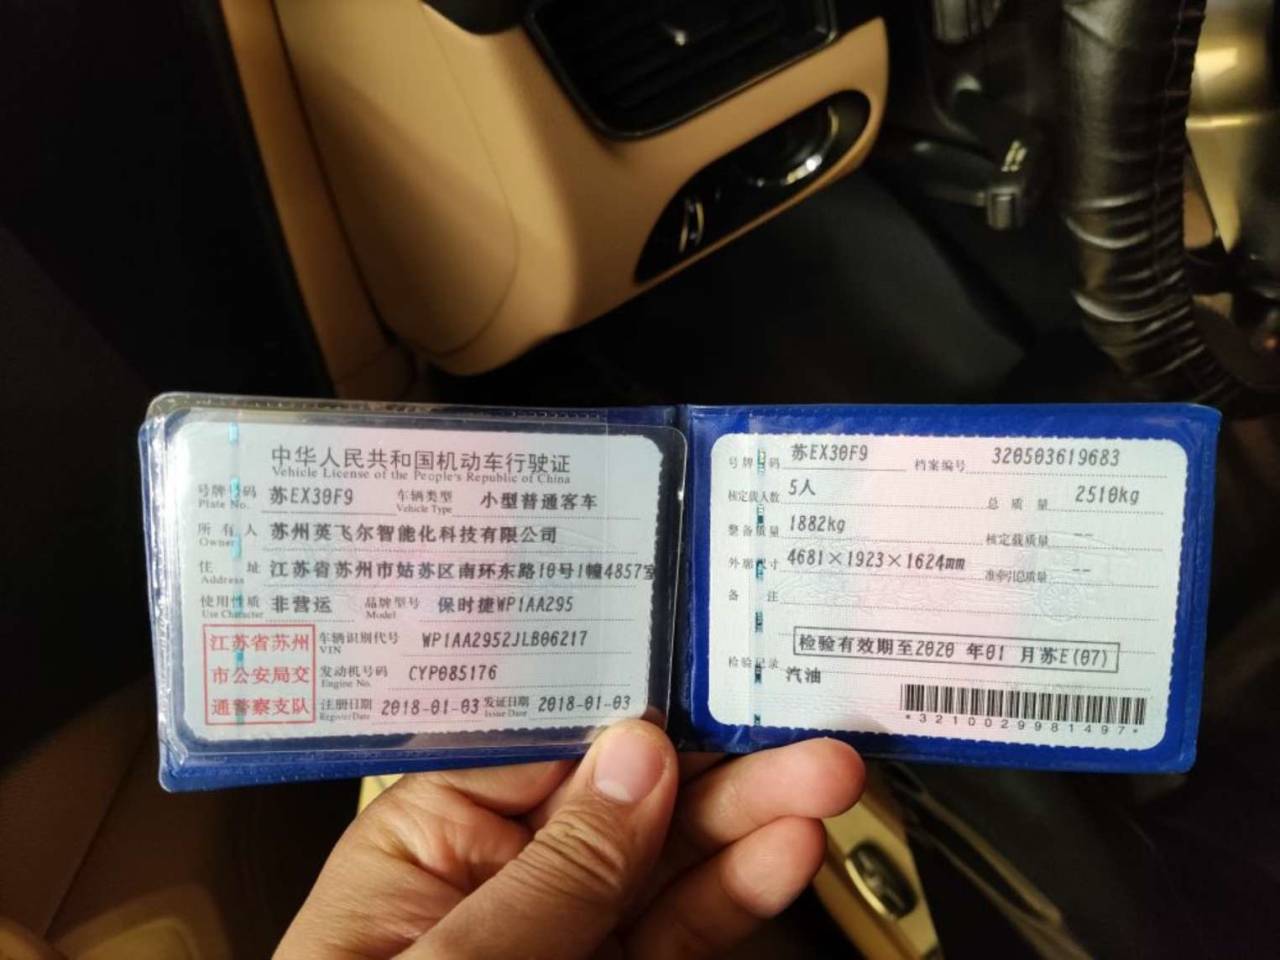 中华人民共和国机动车行驶证
Vehicle License of the People's Republic of China
号牌号码 苏EX30F9 车辆类型 小型普通客车
Plate No. Vehicle Type
所有人 苏州英飞尔智能化科技有限公司
Owner
住址 江苏省苏州市姑苏区南环东路10号1幢4857室
Address
使用性质 非营运 品牌型号 保时捷WP1AA295
Use Character Model
江苏省苏州
市公安局交
通警察支队
车辆识别代号 WP1AA2952JLB06217
VIN
发动机号码 CYP085176
Engine No.
注册日期 2018-01-03 发证日期 2018-01-03
Register Date Issue Date
号牌号码 苏EX30F9 档案编号 320503619683
核定载人数 5人 总质量 2510kg
整备质量 1882kg 核定载质量 --
外廓尺寸 4681×1923×1624mm 准牵引总质量 --
备注
检验有效期至2020 年01 月苏E(07)
检验记录
汽油
*3210029981497*